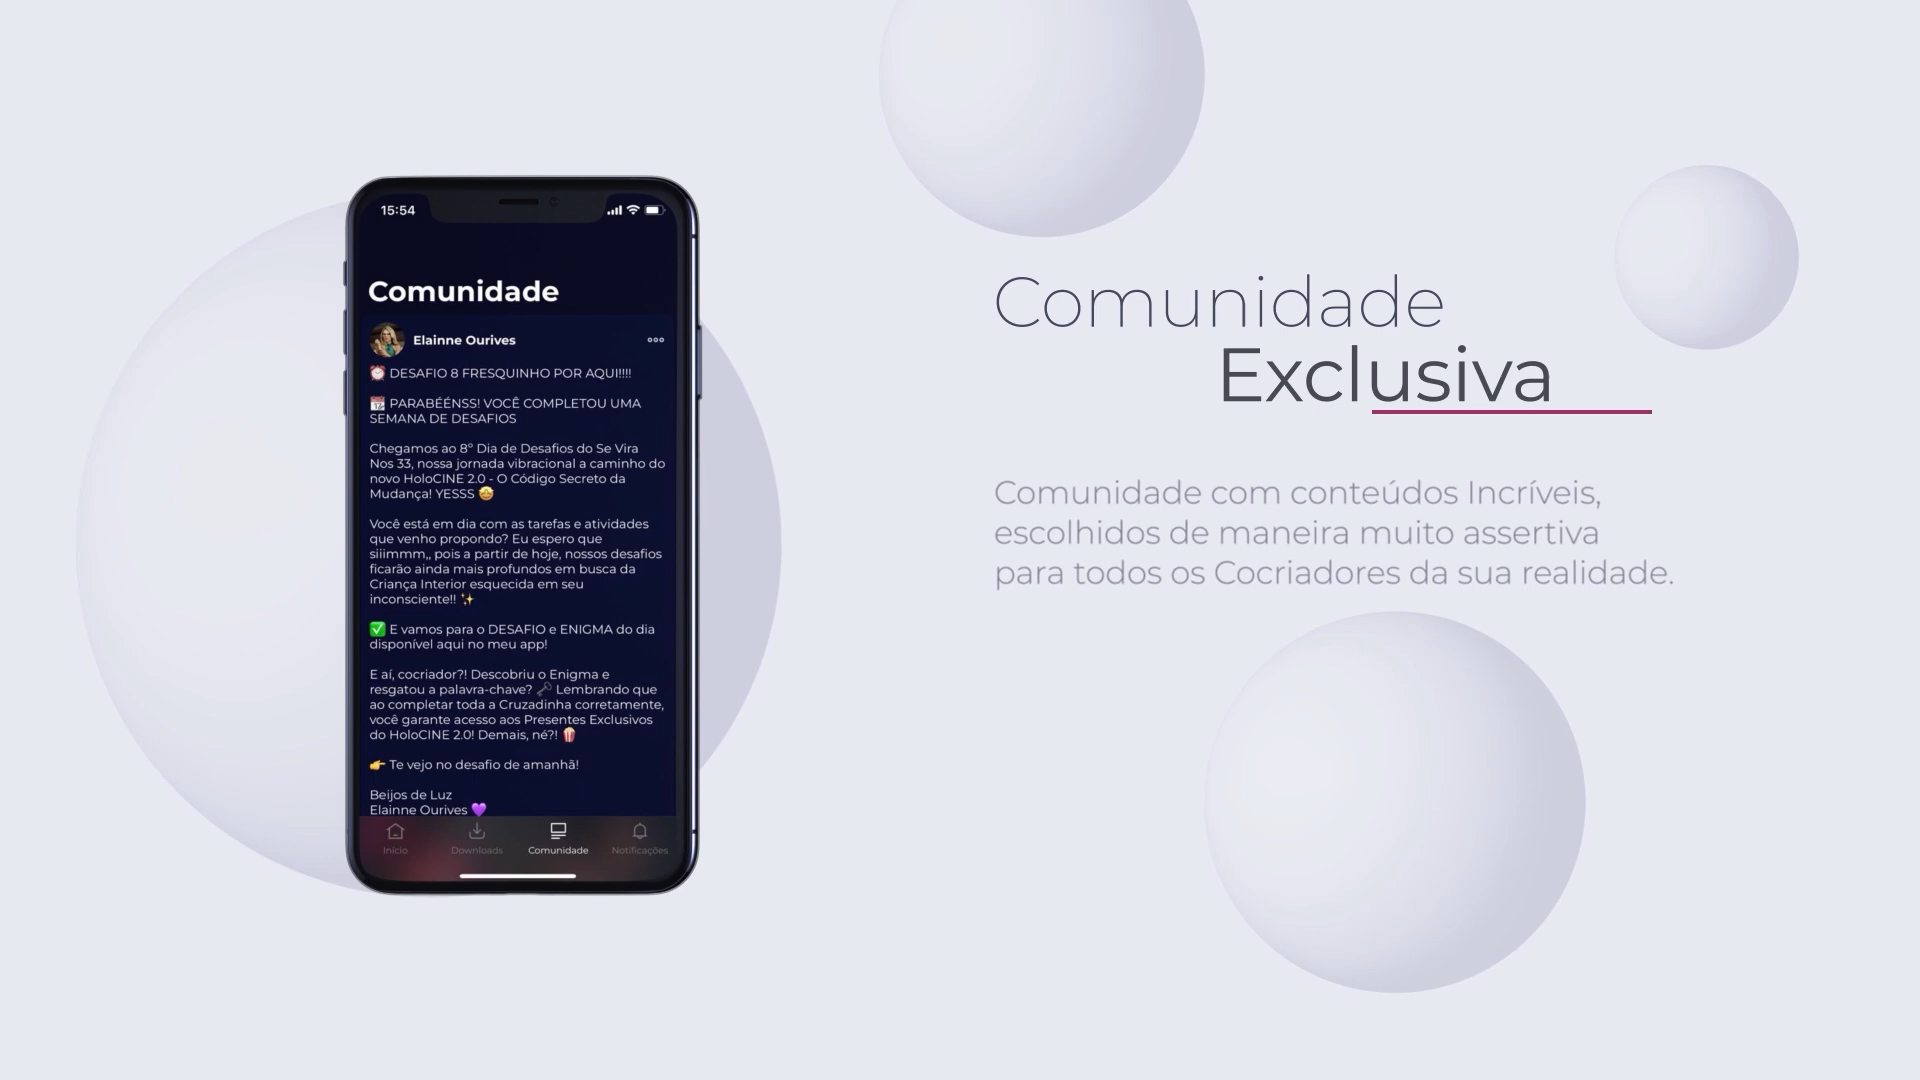 15:54
Comunidade
Elainne Ourives
⏰ DESAFIO 8 FRESQUINHO POR AQUI!!!!
📆 PARABÉÉNSS! VOCÊ COMPLETOU UMA
SEMANA DE DESAFIOS
Chegamos ao 8º Dia de Desafios do Se Vira
Nos 33, nossa jornada vibracional a caminho do
novo HoloCINE 2.0 - O Código Secreto da
Mudança! YESSS 🤩
Você está em dia com as tarefas e atividades
que venho propondo? Eu espero que
siiimmm,, pois a partir de hoje, nossos desafios
ficarão ainda mais profundos em busca da
Criança Interior esquecida em seu
inconsciente!! ✨
✅ E vamos para o DESAFIO e ENIGMA do dia
disponível aqui no meu app!
E aí, cocriador?! Descobriu o Enigma e
resgatou a palavra-chave? 🗝 Lembrando que
ao completar toda a Cruzadinha corretamente,
você garante acesso aos Presentes Exclusivos
do HoloCINE 2.0! Demais, né?! 🍿
👉 Te vejo no desafio de amanhã!
Beijos de Luz
Elainne Ourives 💜
Início Downloads Comunidade Notificações
Comunidade
Exclusiva
Comunidade com conteúdos Incríveis,
escolhidos de maneira muito assertiva
para todos os Cocriadores da sua realidade.